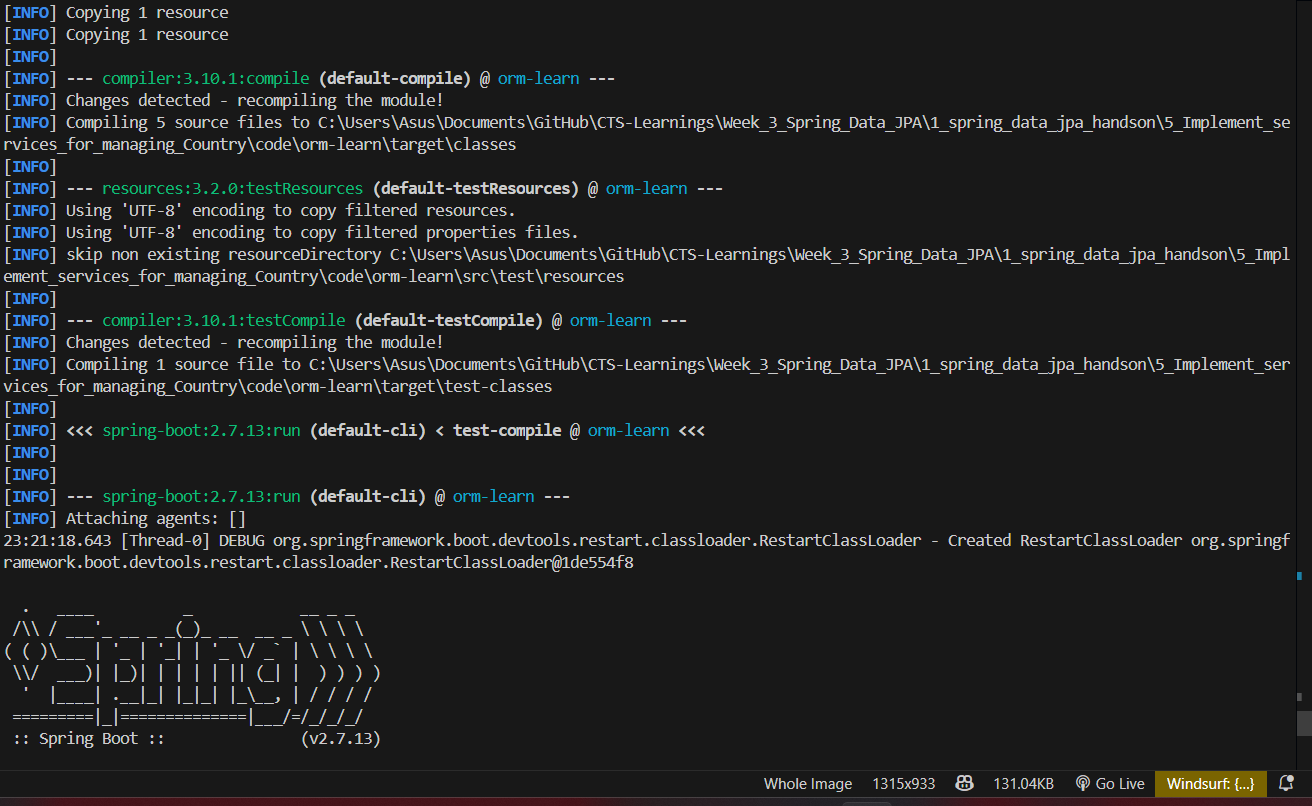 [INFO] Copying 1 resource
[INFO] Copying 1 resource
[INFO]
[INFO] --- compiler:3.10.1:compile (default-compile) @ orm-learn ---
[INFO] Changes detected - recompiling the module!
[INFO] Compiling 5 source files to C:\Users\Asus\Documents\GitHub\CTS-Learnings\Week_3_Spring_Data_JPA\1_spring_data_jpa_handson\5_Implement_se
rvices_for_managing_Country\code\orm-learn\target\classes
[INFO]
[INFO] --- resources:3.2.0:testResources (default-testResources) @ orm-learn ---
[INFO] Using 'UTF-8' encoding to copy filtered resources.
[INFO] Using 'UTF-8' encoding to copy filtered properties files.
[INFO] skip non existing resourceDirectory C:\Users\Asus\Documents\GitHub\CTS-Learnings\Week_3_Spring_Data_JPA\1_spring_data_jpa_handson\5_Impl
ement_services_for_managing_Country\code\orm-learn\src\test\resources
[INFO]
[INFO] --- compiler:3.10.1:testCompile (default-testCompile) @ orm-learn ---
[INFO] Changes detected - recompiling the module!
[INFO] Compiling 1 source file to C:\Users\Asus\Documents\GitHub\CTS-Learnings\Week_3_Spring_Data_JPA\1_spring_data_jpa_handson\5_Implement_ser
vices_for_managing_Country\code\orm-learn\target\test-classes
[INFO]
[INFO] <<< spring-boot:2.7.13:run (default-cli) < test-compile @ orm-learn <<<
[INFO]
[INFO]
[INFO] --- spring-boot:2.7.13:run (default-cli) @ orm-learn ---
[INFO] Attaching agents: []
23:21:18.643 [Thread-0] DEBUG org.springframework.boot.devtools.restart.classloader.RestartClassLoader - Created RestartClassLoader org.springf
ramework.boot.devtools.restart.classloader.RestartClassLoader@1de554f8
  .   ____          _            __ _ _
 /\\ / ___'_ __ _ _(_)_ __  __ _ \ \ \ \
( ( )\___ | '_ | '_| | '_ \/ _` | \ \ \ \
 \\/  ___)| |_)| | | | | || (_| |  ) ) ) )
  '  |____| .__|_| |_|_| |_\__, | / / / /
 =========|_|==============|___/=/_/_/_/
 :: Spring Boot ::               (v2.7.13)
Whole Image 1315x933 131.04KB Go Live Windsurf: {...}